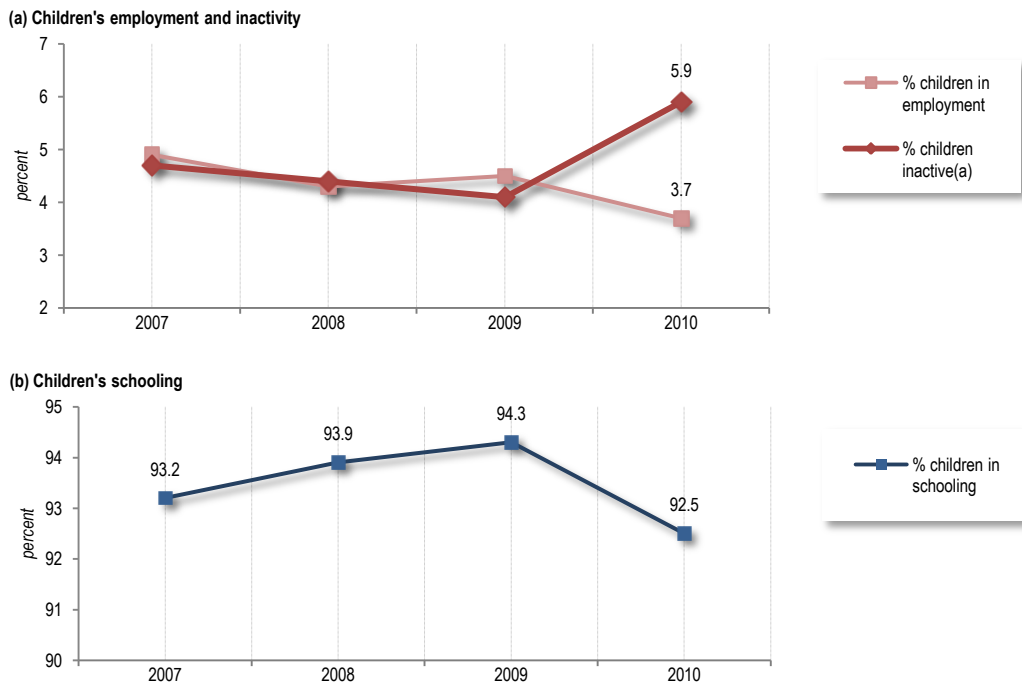 (a) Children's employment and inactivity
7
6
5
4
3
2
percent
5.9
3.7
2007
2008
2009
2010
% children in
employment
% children
inactive(a)
(b) Children's schooling
95
94
93
92
91
90
percent
93.2
93.9
94.3
92.5
2007
2008
2009
2010
% children in
schooling